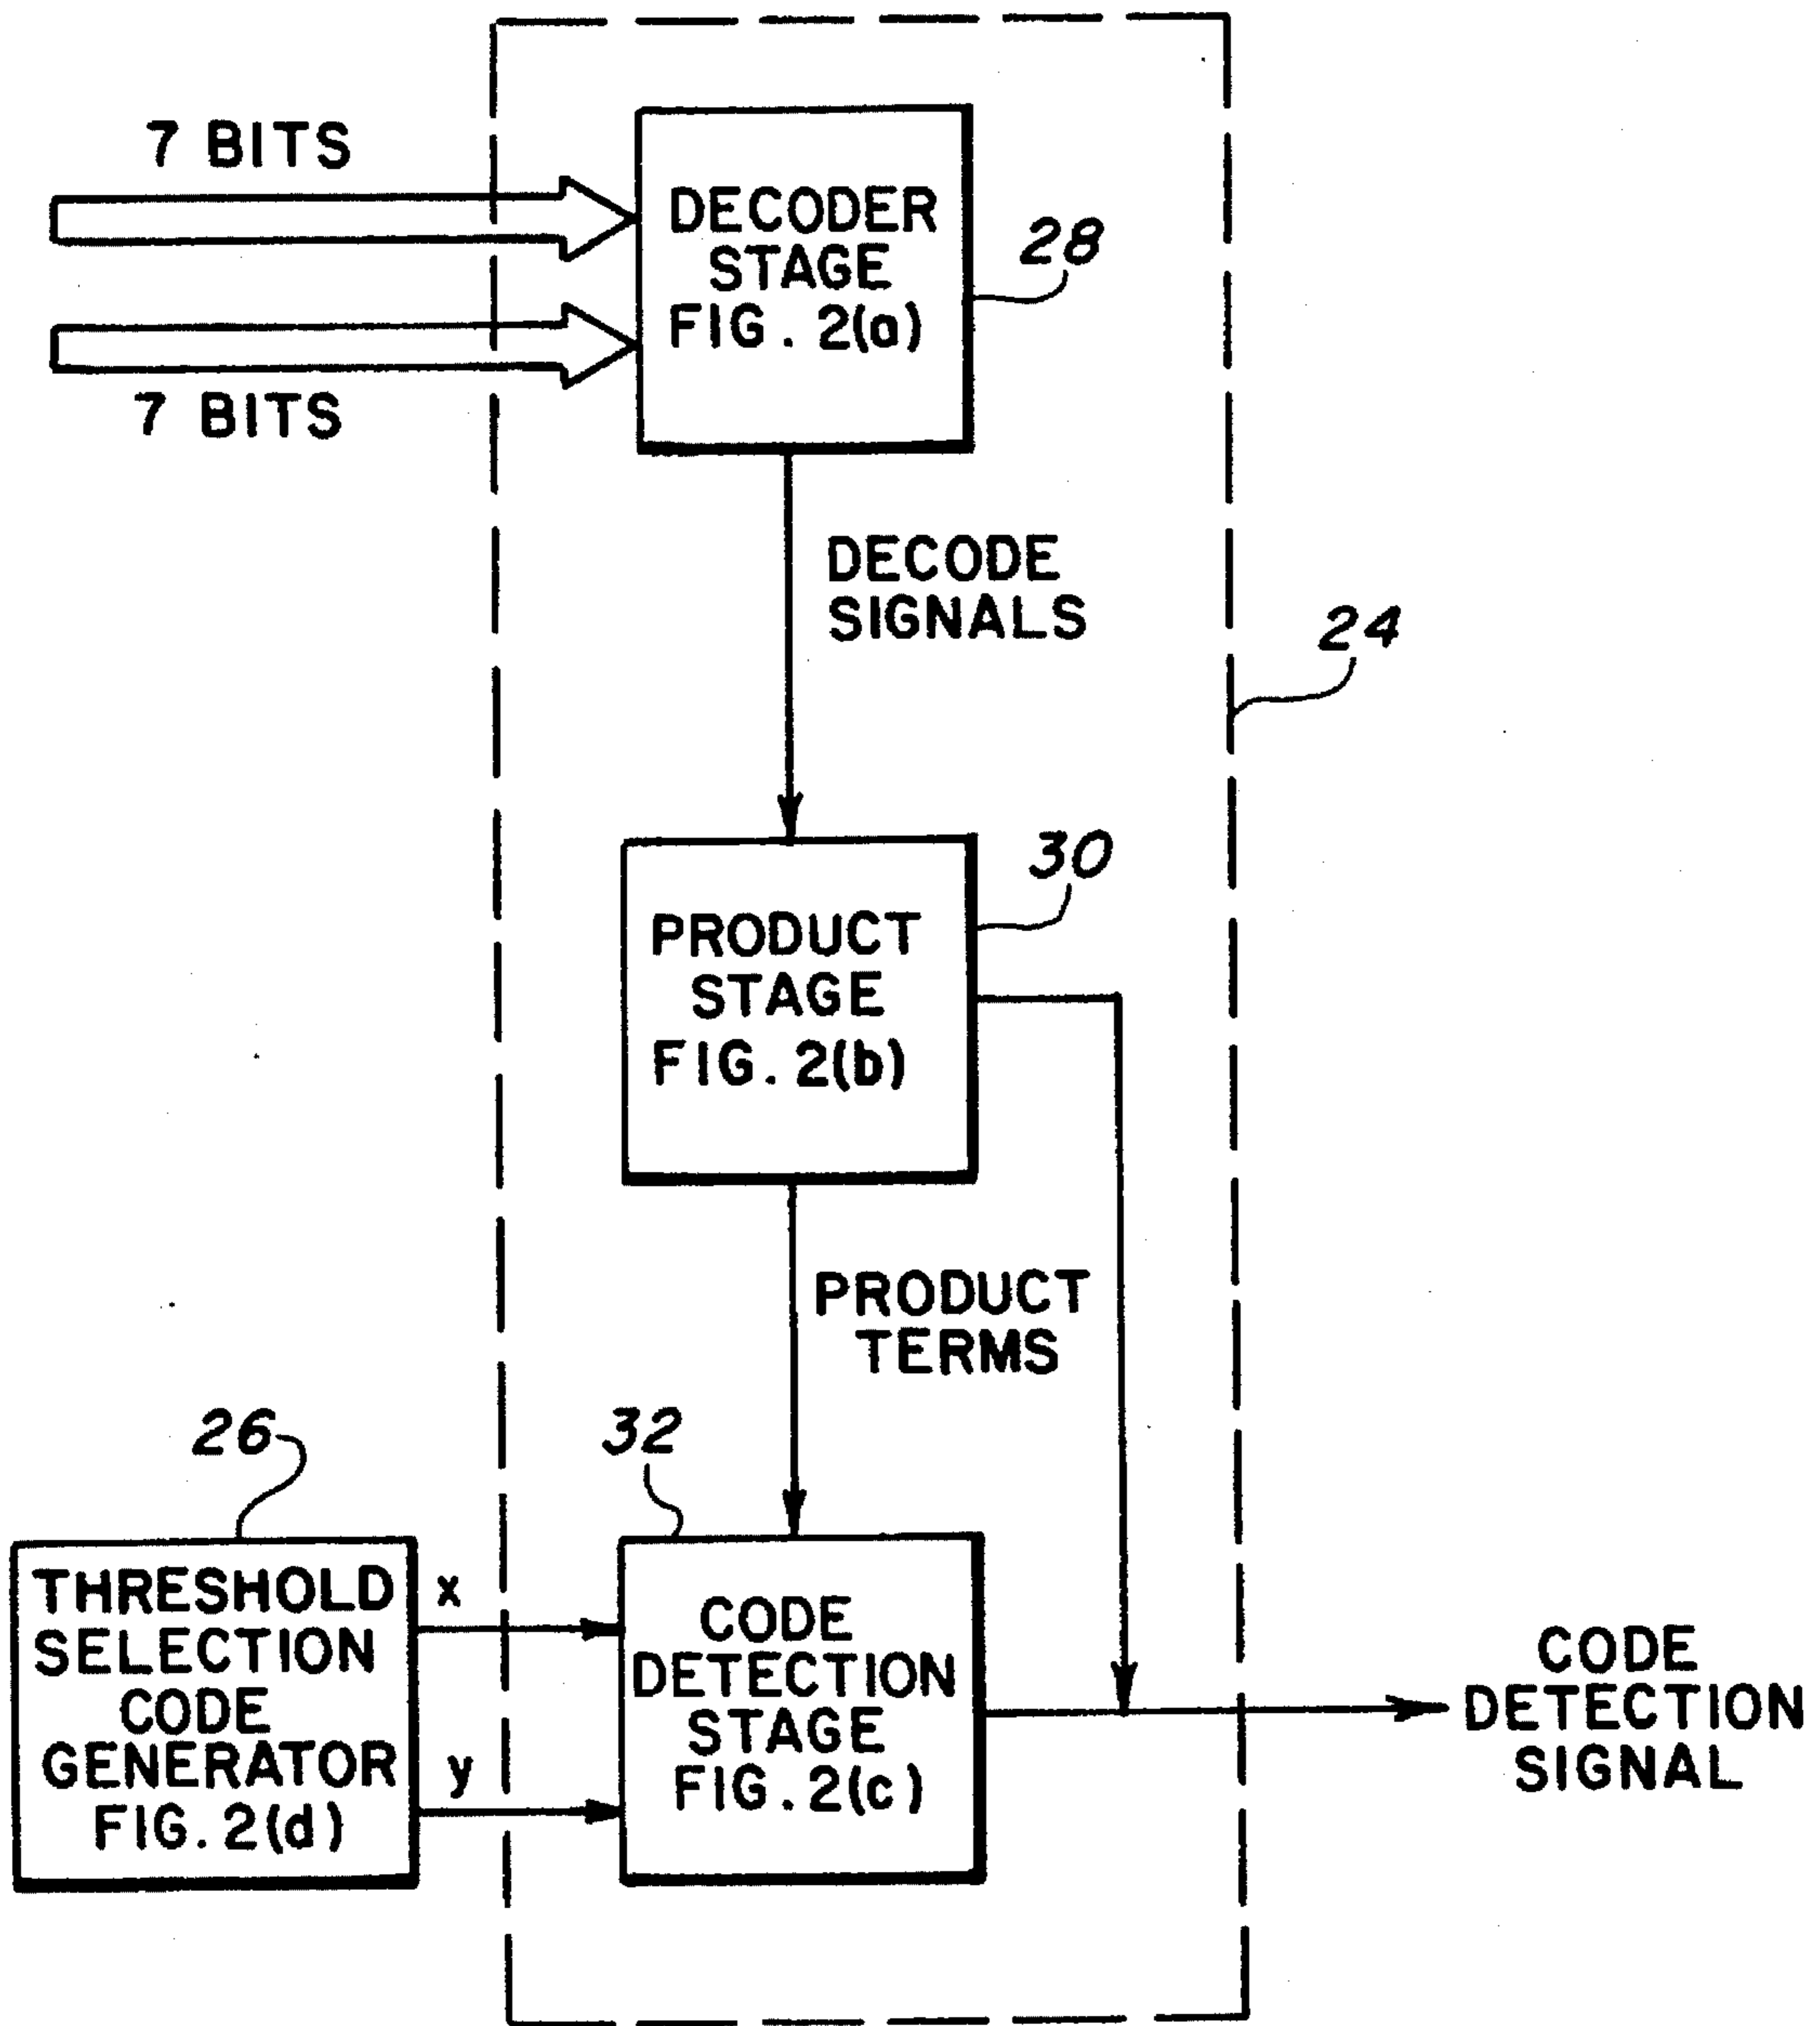 7 BITS
DECODER
STAGE
FIG. 2(a)
28
7 BITS
DECODE
SIGNALS
24
30
PRODUCT
STAGE
FIG. 2(b)
PRODUCT
TERMS
26
32
THRESHOLD
SELECTION
CODE
GENERATOR
FIG. 2(d)
x
y
CODE
DETECTION
STAGE
FIG. 2(c)
CODE
DETECTION
SIGNAL